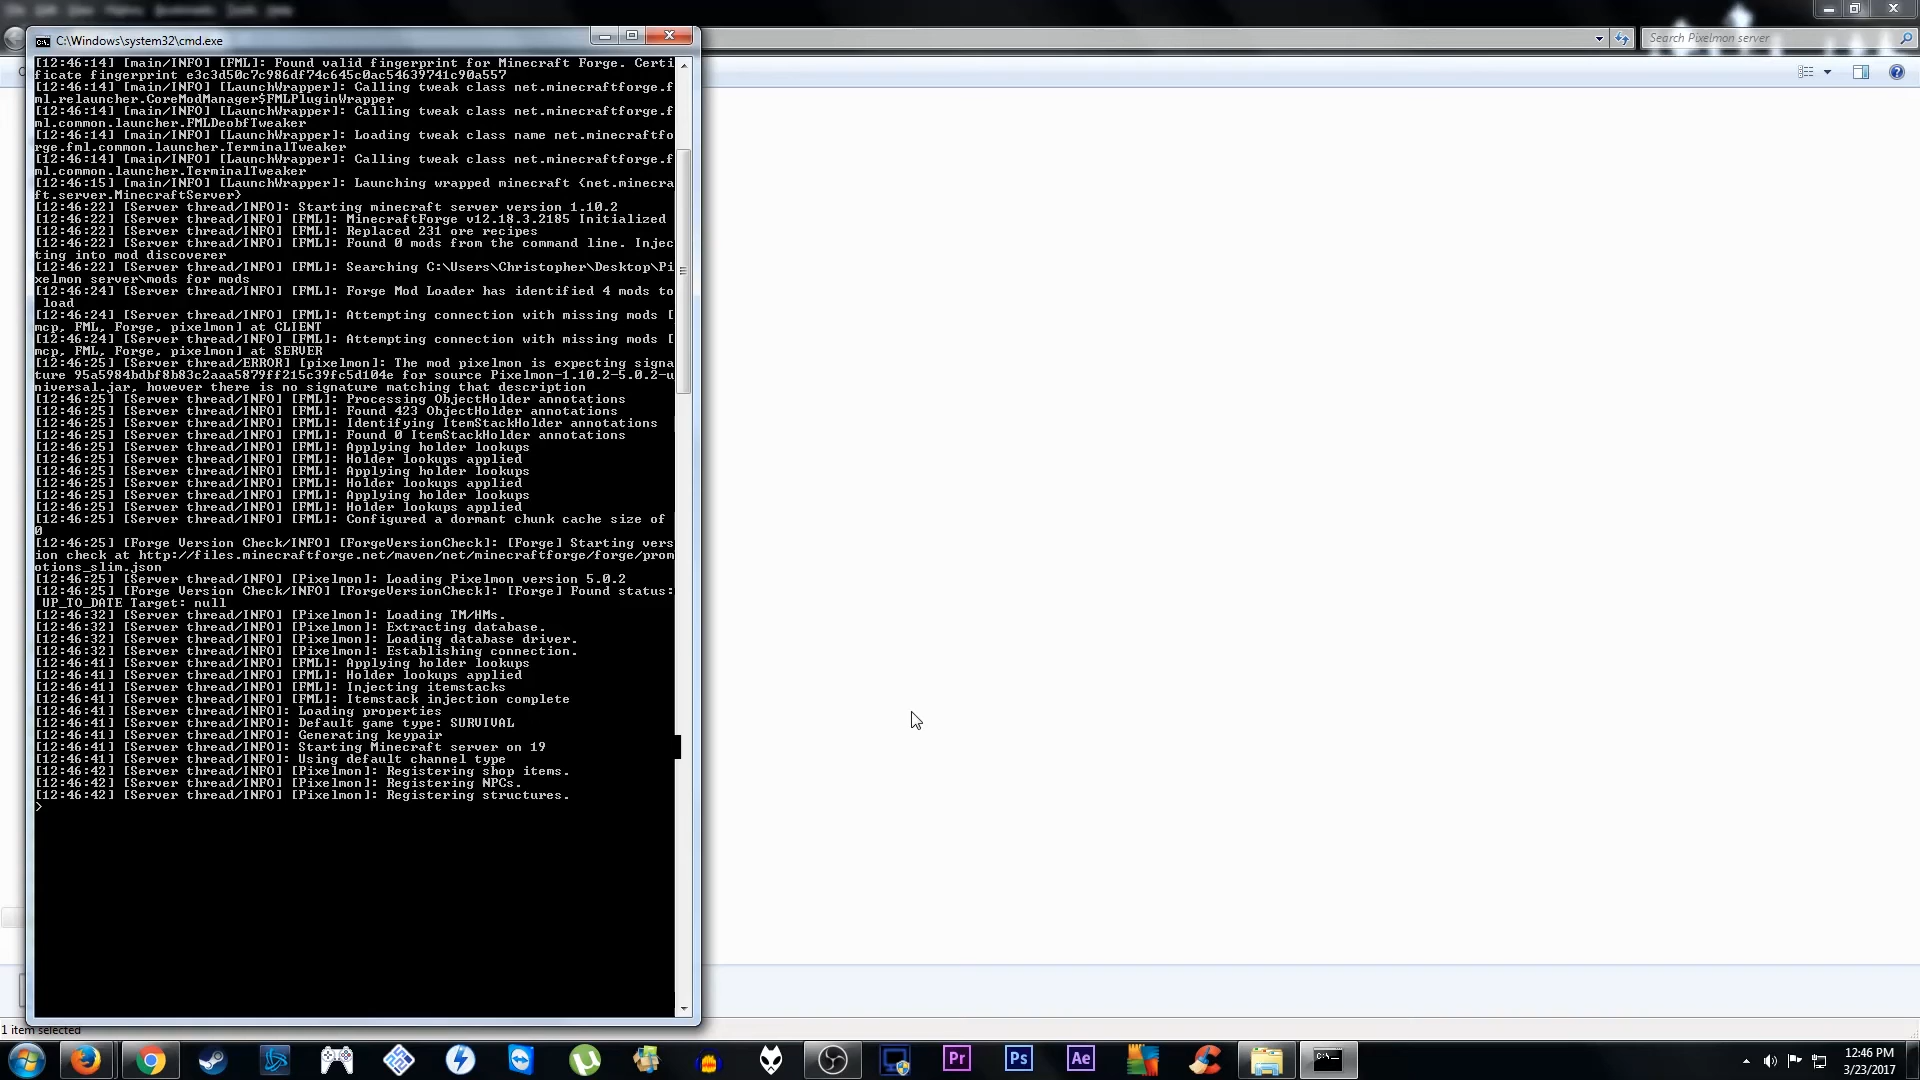 C:\Windows\system32\cmd.exe
Search Pixelmon server
[12:46:14] [main/INFO] [FML]: Found valid fingerprint for Minecraft Forge. Certi
ficate fingerprint e3c3d50c7c986df74c645c0ac54639741c90a557
[12:46:14] [main/INFO] [LaunchWrapper]: Calling tweak class net.minecraftforge.f
ml.relauncher.CoreModManager$FMLPluginWrapper
[12:46:14] [main/INFO] [LaunchWrapper]: Calling tweak class net.minecraftforge.f
ml.common.launcher.FMLDeobfTweaker
[12:46:14] [main/INFO] [LaunchWrapper]: Loading tweak class name net.minecraftfo
rge.fml.common.launcher.TerminalTweaker
[12:46:14] [main/INFO] [LaunchWrapper]: Calling tweak class net.minecraftforge.f
ml.common.launcher.TerminalTweaker
[12:46:15] [main/INFO] [LaunchWrapper]: Launching wrapped minecraft {net.minecra
ft.server.MinecraftServer}
[12:46:22] [Server thread/INFO]: Starting minecraft server version 1.10.2
[12:46:22] [Server thread/INFO] [FML]: MinecraftForge v12.18.3.2185 Initialized
[12:46:22] [Server thread/INFO] [FML]: Replaced 231 ore recipes
[12:46:22] [Server thread/INFO] [FML]: Found 0 mods from the command line. Injec
ting into mod discoverer
[12:46:22] [Server thread/INFO] [FML]: Searching C:\Users\Christopher\Desktop\Pi
xelmon server\mods for mods
[12:46:24] [Server thread/INFO] [FML]: Forge Mod Loader has identified 4 mods to
load
[12:46:24] [Server thread/INFO] [FML]: Attempting connection with missing mods [
mcp, FML, Forge, pixelmon] at CLIENT
[12:46:24] [Server thread/INFO] [FML]: Attempting connection with missing mods [
mcp, FML, Forge, pixelmon] at SERVER
[12:46:25] [Server thread/ERROR] [pixelmon]: The mod pixelmon is expecting signa
ture 95a5984bdbf8b83c2aaa5879ff215c39fc5d104e for source Pixelmon-1.10.2-5.0.2-u
niversal.jar, however there is no signature matching that description
[12:46:25] [Server thread/INFO] [FML]: Processing ObjectHolder annotations
[12:46:25] [Server thread/INFO] [FML]: Found 423 ObjectHolder annotations
[12:46:25] [Server thread/INFO] [FML]: Identifying ItemStackHolder annotations
[12:46:25] [Server thread/INFO] [FML]: Found 0 ItemStackHolder annotations
[12:46:25] [Server thread/INFO] [FML]: Applying holder lookups
[12:46:25] [Server thread/INFO] [FML]: Holder lookups applied
[12:46:25] [Server thread/INFO] [FML]: Applying holder lookups
[12:46:25] [Server thread/INFO] [FML]: Holder lookups applied
[12:46:25] [Server thread/INFO] [FML]: Applying holder lookups
[12:46:25] [Server thread/INFO] [FML]: Holder lookups applied
[12:46:25] [Server thread/INFO] [FML]: Configured a dormant chunk cache size of
0
[12:46:25] [Forge Version Check/INFO] [ForgeVersionCheck]: [Forge] Starting vers
ion check at http://files.minecraftforge.net/maven/net/minecraftforge/forge/prom
otions_slim.json
[12:46:25] [Server thread/INFO] [Pixelmon]: Loading Pixelmon version 5.0.2
[12:46:25] [Forge Version Check/INFO] [ForgeVersionCheck]: [Forge] Found status:
UP_TO_DATE Target: null
[12:46:32] [Server thread/INFO] [Pixelmon]: Loading TM/HMs.
[12:46:32] [Server thread/INFO] [Pixelmon]: Extracting database.
[12:46:32] [Server thread/INFO] [Pixelmon]: Loading database driver.
[12:46:32] [Server thread/INFO] [Pixelmon]: Establishing connection.
[12:46:41] [Server thread/INFO] [FML]: Applying holder lookups
[12:46:41] [Server thread/INFO] [FML]: Holder lookups applied
[12:46:41] [Server thread/INFO] [FML]: Injecting itemstacks
[12:46:41] [Server thread/INFO] [FML]: Itemstack injection complete
[12:46:41] [Server thread/INFO]: Loading properties
[12:46:41] [Server thread/INFO]: Default game type: SURVIVAL
[12:46:41] [Server thread/INFO]: Generating keypair
[12:46:41] [Server thread/INFO]: Starting Minecraft server on 19
[12:46:41] [Server thread/INFO]: Using default channel type
[12:46:42] [Server thread/INFO] [Pixelmon]: Registering shop items.
[12:46:42] [Server thread/INFO] [Pixelmon]: Registering NPCs.
[12:46:42] [Server thread/INFO] [Pixelmon]: Registering structures.
>
1 item selected
Pr
Ps
Ae
12:46 PM
3/23/2017